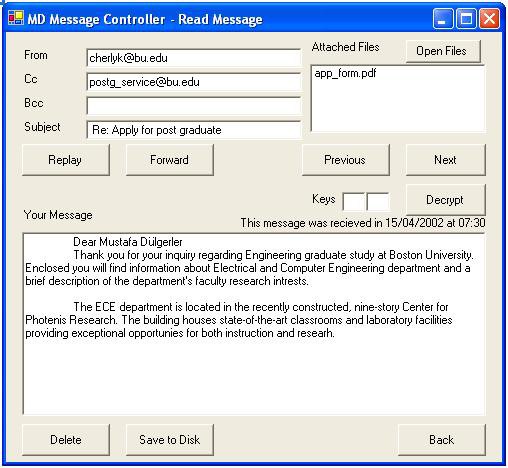 MD Message Controller - Read Message
From cherlyk@bu.edu
Cc postg_service@bu.edu
Bcc
Subject Re: Apply for post graduate
Attached Files Open Files
app_form.pdf
Replay Forward Previous Next
Keys Decrypt
Your Message This message was recieved in 15/04/2002 at 07:30
Dear Mustafa Dülgerler
Thank you for your inquiry regarding Engineering graduate study at Boston University.
Enclosed you will find information about Electrical and Computer Engineering department and a
brief description of the department's faculty research intrests.
The ECE department is located in the recently constructed, nine-story Center for
Photenis Research. The building houses state-of-the-art classrooms and laboratory facilities
providing exceptional opportunies for both instruction and researh.
Delete Save to Disk Back